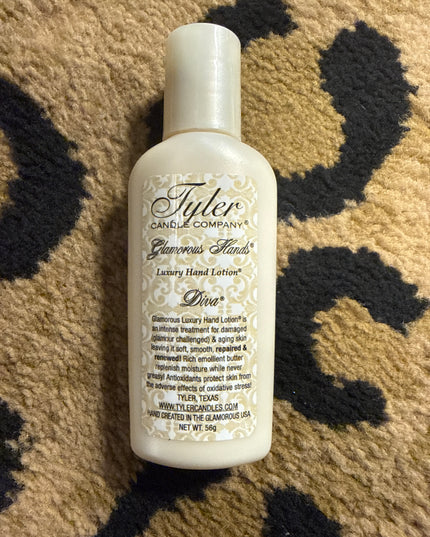 Tyler
CANDLE COMPANY®
Glamorous Hands®
Luxury Hand Lotion®
Diva®
Glamorous Luxury Hand Lotion® is
an intense treatment for damaged
(glamour challenged) & aging skin
leaving it soft, smooth, repaired &
renewed! Rich emollient butter
replenish moisture while never
greasy! Antioxidants protect skin from
the adverse effects of oxidative stress!
TYLER, TEXAS
WWW.TYLERCANDLES.COM
HAND CREATED IN THE GLAMOROUS USA
NET WT. 56g